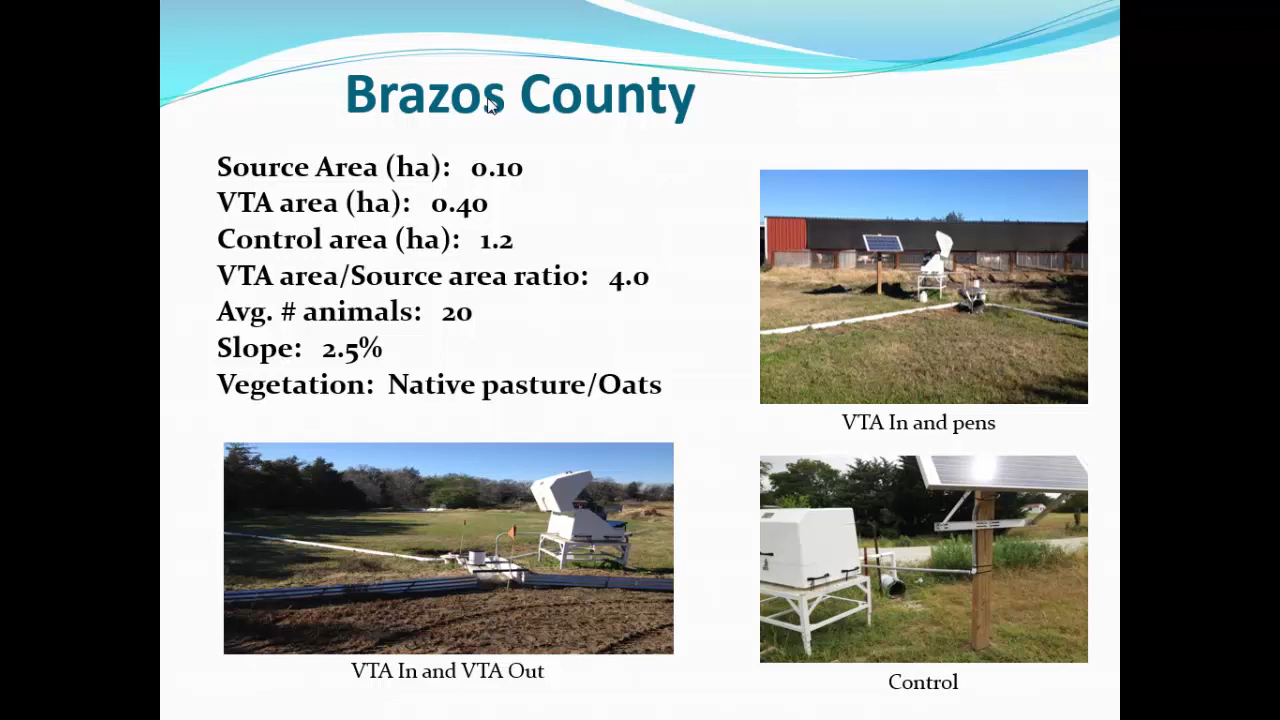 Brazos County
Source Area (ha): 0.10
VTA area (ha): 0.40
Control area (ha): 1.2
VTA area/Source area ratio: 4.0
Avg. # animals: 20
Slope: 2.5%
Vegetation: Native pasture/Oats
VTA In and pens
VTA In and VTA Out
Control